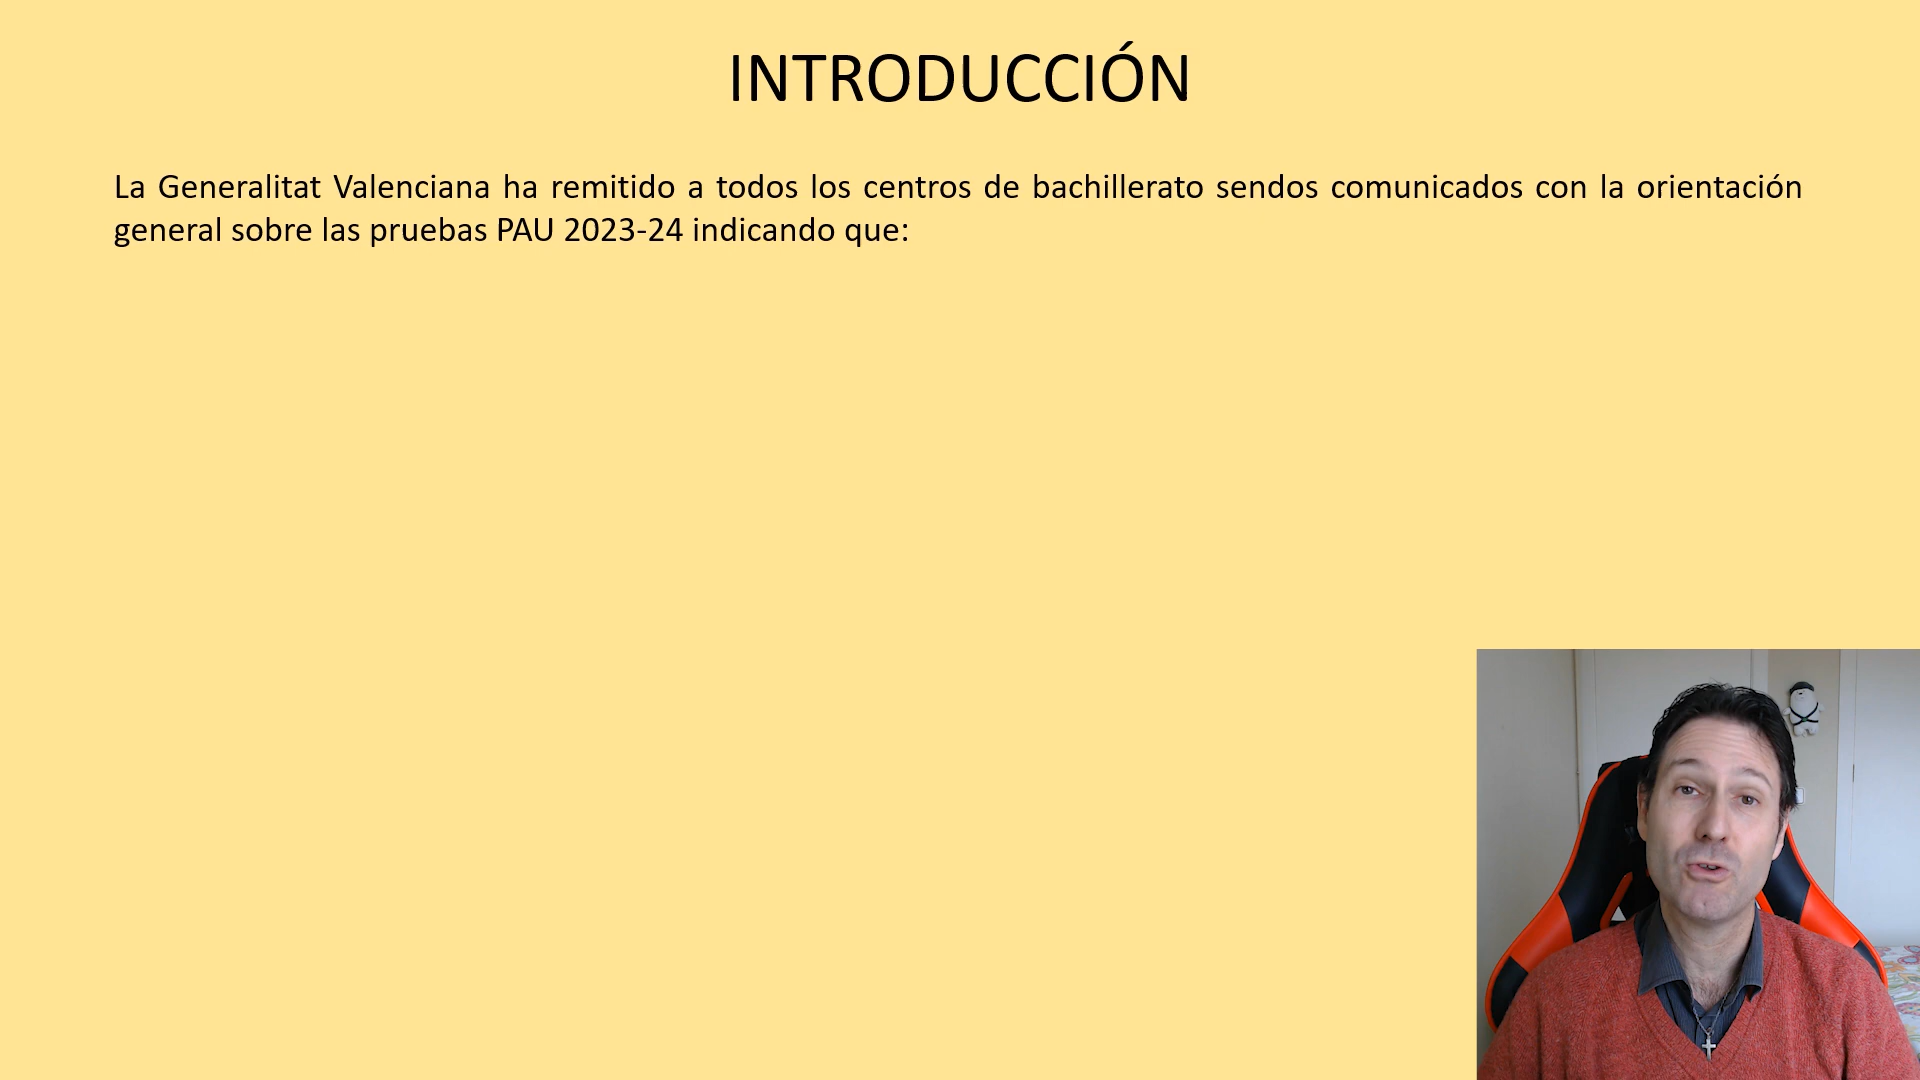 INTRODUCCIÓN
La Generalitat Valenciana ha remitido a todos los centros de bachillerato sendos comunicados con la orientación
general sobre las pruebas PAU 2023-24 indicando que: